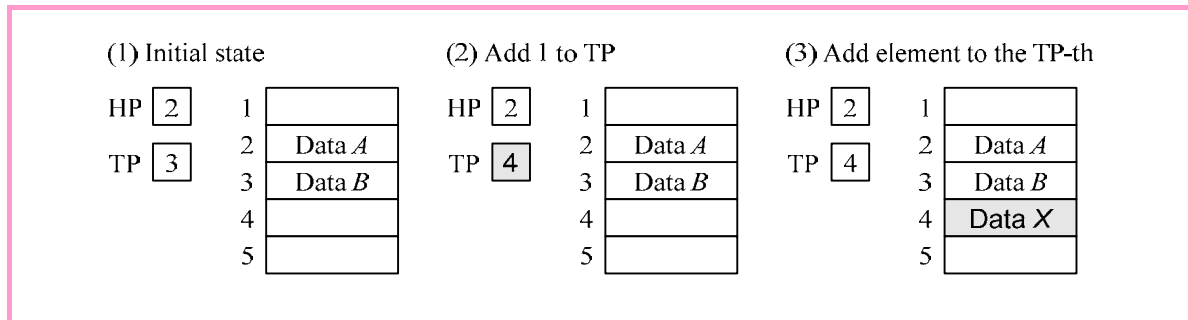 (1) Initial state (2) Add 1 to TP (3) Add element to the TP-th
HP 2 1 HP 2 1 HP 2 1
TP 3 2 Data A TP 4 2 Data A TP 4 2 Data A
3 Data B 3 Data B 3 Data B
4 4 4 Data X
5 5 5